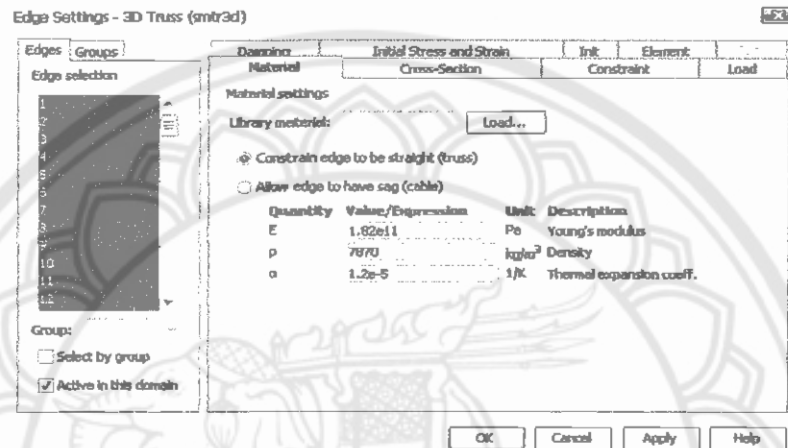 Edge Settings - 3D Truss (smtr3d)
Edges Groups
Edge selection
1
2
3
4
5
6
7
8
9
10
11
12
Group:
Select by group
Active in this domain
Damping Initial Stress and Strain Init Element
Material Cross-Section Constraint Load
Material settings
Library material: Load...
Constrain edge to be straight (truss)
Allow edge to have sag (cable)
Quantity Value/Expression Unit Description
E 1.82e11 Pa Young's modulus
ρ 7870 Density
α 1.2e-5 1/K Thermal expansion coeff.
OK Cancel Apply Help